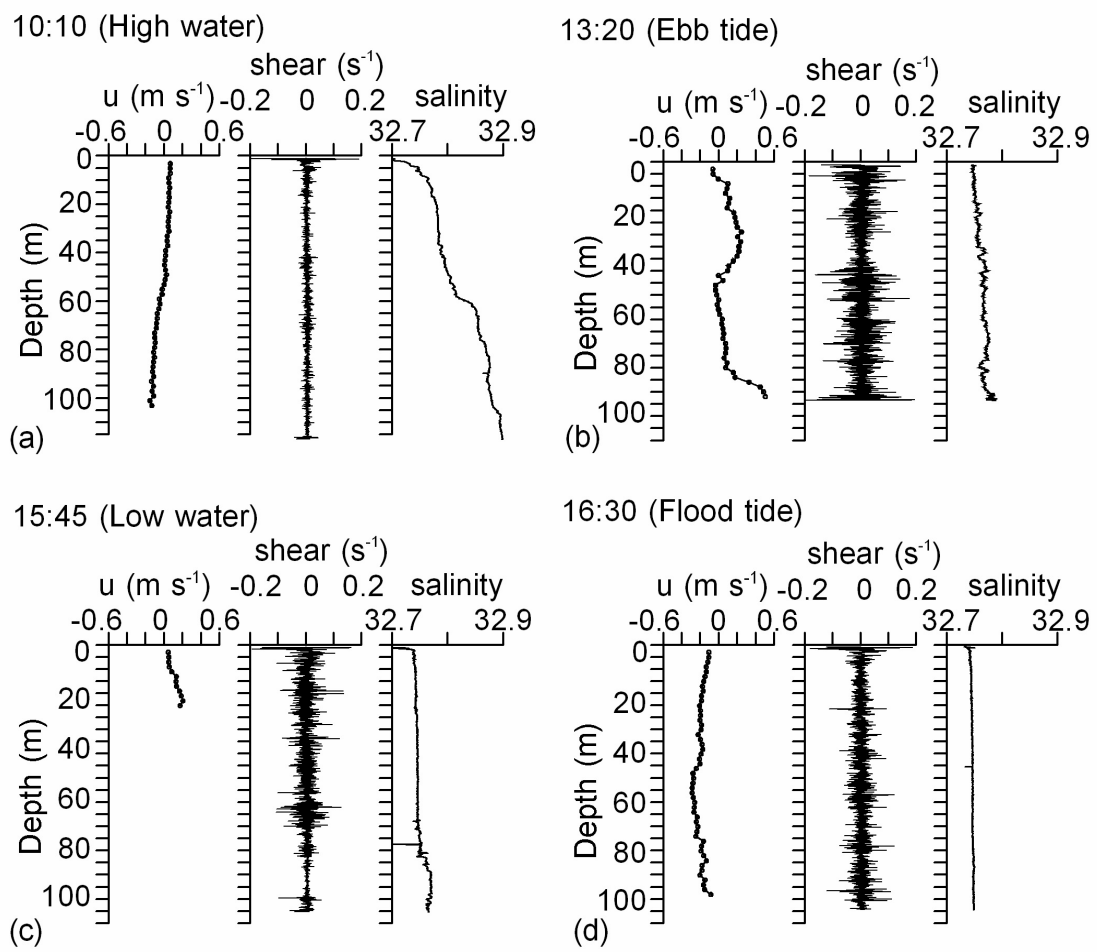 10:10 (High water)
shear (s⁻¹)
u (m s⁻¹) -0.2 0 0.2 salinity
-0.6 0 0.6 32.7 32.9
0
20
40
60
80
100
Depth (m)
(a)
13:20 (Ebb tide)
shear (s⁻¹)
u (m s⁻¹) -0.2 0 0.2 salinity
-0.6 0 0.6 32.7 32.9
0
20
40
60
80
100
Depth (m)
(b)
15:45 (Low water)
shear (s⁻¹)
u (m s⁻¹) -0.2 0 0.2 salinity
-0.6 0 0.6 32.7 32.9
0
20
40
60
80
100
Depth (m)
(c)
16:30 (Flood tide)
shear (s⁻¹)
u (m s⁻¹) -0.2 0 0.2 salinity
-0.6 0 0.6 32.7 32.9
0
20
40
60
80
100
Depth (m)
(d)